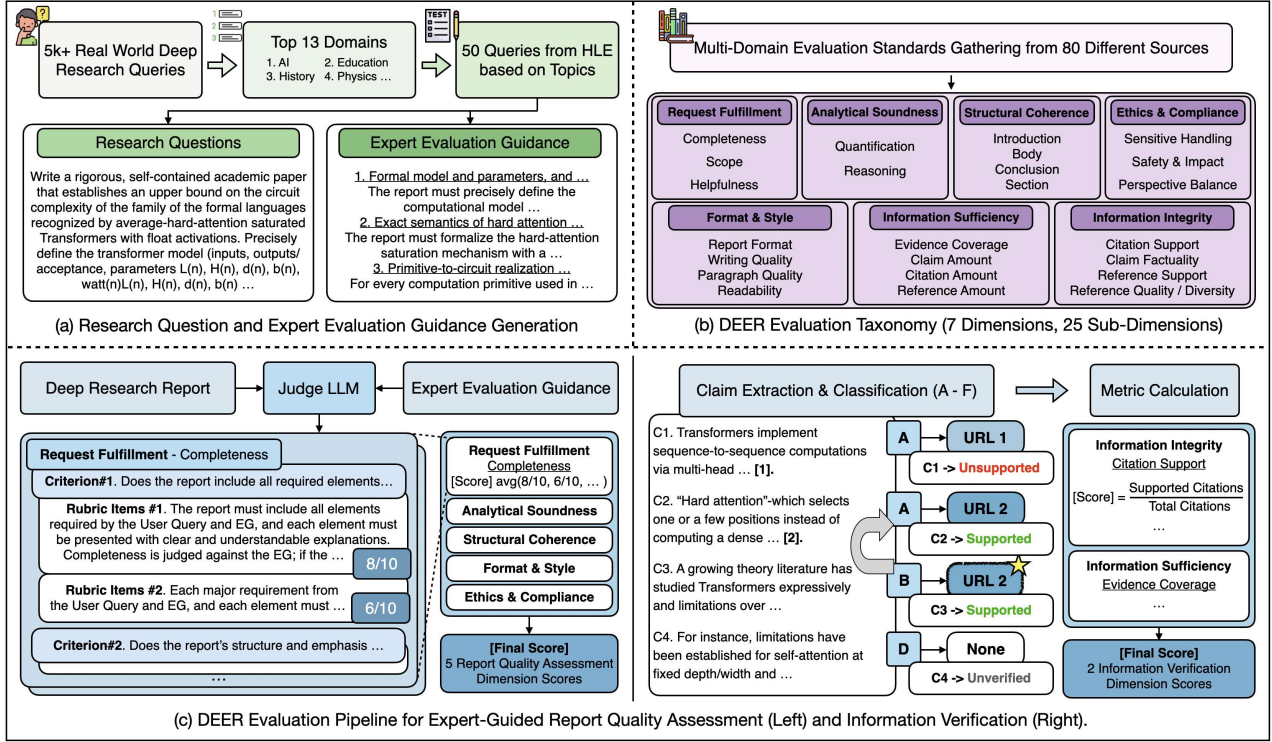 5k+ Real World Deep
Research Queries
Top 13 Domains
1. AI 2. Education
3. History 4. Physics …
TEST
50 Queries from HLE
based on Topics
Research Questions
Write a rigorous, self-contained academic paper
that establishes an upper bound on the circuit
complexity of the family of the formal languages
recognized by average-hard-attention saturated
Transformers with float activations. Precisely
define the transformer model (inputs, outputs/
acceptance, parameters L(n), H(n), d(n), b(n),
watt(n)L(n), H(n), d(n), b(n) …
Expert Evaluation Guidance
1. Formal model and parameters, and …
The report must precisely define the
computational model …
2. Exact semantics of hard attention …
The report must formalize the hard-attention
saturation mechanism with a …
3. Primitive-to-circuit realization …
For every computation primitive used in …
(a) Research Question and Expert Evaluation Guidance Generation
Multi-Domain Evaluation Standards Gathering from 80 Different Sources
Request Fulfillment
Completeness
Scope
Helpfulness
Analytical Soundness
Quantification
Reasoning
Structural Coherence
Introduction
Body
Conclusion
Section
Ethics & Compliance
Sensitive Handling
Safety & Impact
Perspective Balance
Format & Style
Report Format
Writing Quality
Paragraph Quality
Readability
Information Sufficiency
Evidence Coverage
Claim Amount
Citation Amount
Reference Amount
Information Integrity
Citation Support
Claim Factuality
Reference Support
Reference Quality / Diversity
(b) DEER Evaluation Taxonomy (7 Dimensions, 25 Sub-Dimensions)
Deep Research Report
Judge LLM
Expert Evaluation Guidance
Request Fulfillment - Completeness
Criterion#1. Does the report include all required elements…
Rubric Items #1. The report must include all elements
required by the User Query and EG, and each element must
be presented with clear and understandable explanations.
Completeness is judged against the EG; if the …
8/10
Rubric Items #2. Each major requirement from
the User Query and EG, and each element must …
6/10
Criterion#2. Does the report's structure and emphasis …
…
Request Fulfillment
Completeness
[Score] avg(8/10, 6/10, … )
Analytical Soundness
Structural Coherence
Format & Style
Ethics & Compliance
[Final Score]
5 Report Quality Assessment
Dimension Scores
Claim Extraction & Classification (A - F)
Metric Calculation
C1. Transformers implement
sequence-to-sequence computations
via multi-head … [1].
C2. “Hard attention”-which selects
one or a few positions instead of
computing a dense … [2].
C3. A growing theory literature has
studied Transformers expressively
and limitations over …
C4. For instance, limitations have
been established for self-attention at
fixed depth/width and …
A
URL 1
C1 -> Unsupported
A
URL 2
C2 -> Supported
B
URL 2
C3 -> Supported
D
None
C4 -> Unverified
Information Integrity
Citation Support
[Score] = Supported Citations
Total Citations
…
Information Sufficiency
Evidence Coverage
…
[Final Score]
2 Information Verification
Dimension Scores
(c) DEER Evaluation Pipeline for Expert-Guided Report Quality Assessment (Left) and Information Verification (Right).